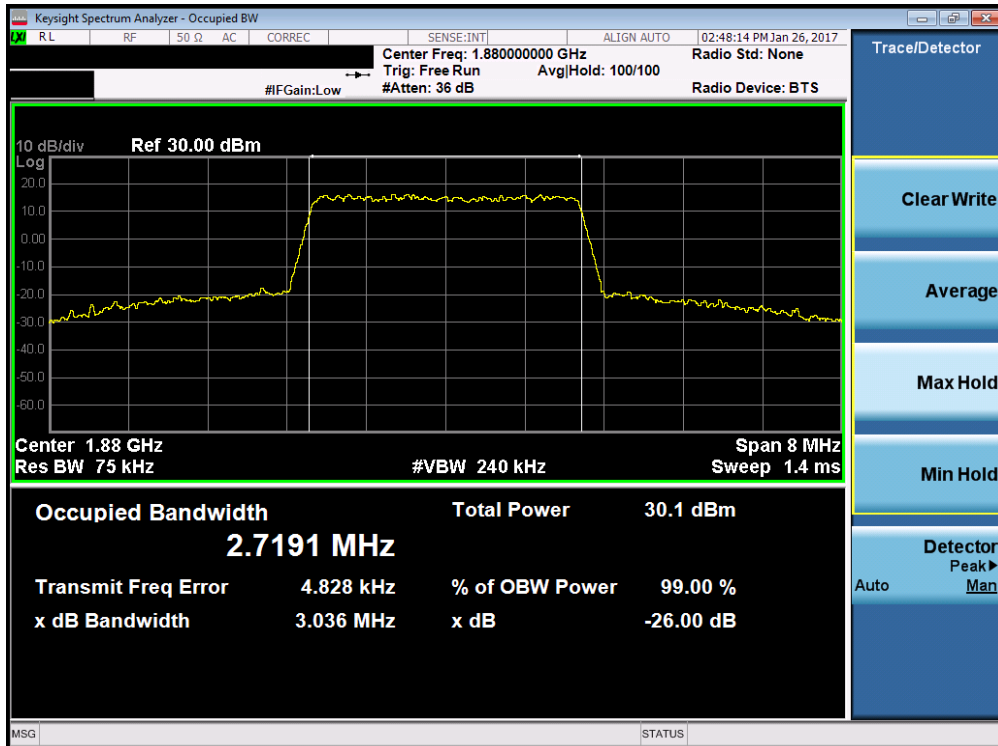 Keysight Spectrum Analyzer - Occupied BW
LXI RL RF 50 Ω AC CORREC SENSE:INT ALIGN AUTO 02:48:14 PM Jan 26, 2017
Center Freq: 1.880000000 GHz Radio Std: None
Trig: Free Run Avg|Hold: 100/100
#IFGain:Low #Atten: 36 dB Radio Device: BTS
10 dB/div Ref 30.00 dBm
Log
20.0
10.0
0.00
-10.0
-20.0
-30.0
-40.0
-50.0
-60.0
Center 1.88 GHz Span 8 MHz
Res BW 75 kHz #VBW 240 kHz Sweep 1.4 ms
Occupied Bandwidth Total Power 30.1 dBm
2.7191 MHz
Transmit Freq Error 4.828 kHz % of OBW Power 99.00 %
x dB Bandwidth 3.036 MHz x dB -26.00 dB
MSG STATUS
Trace/Detector
Clear Write
Average
Max Hold
Min Hold
Detector
Peak▶
Auto Man